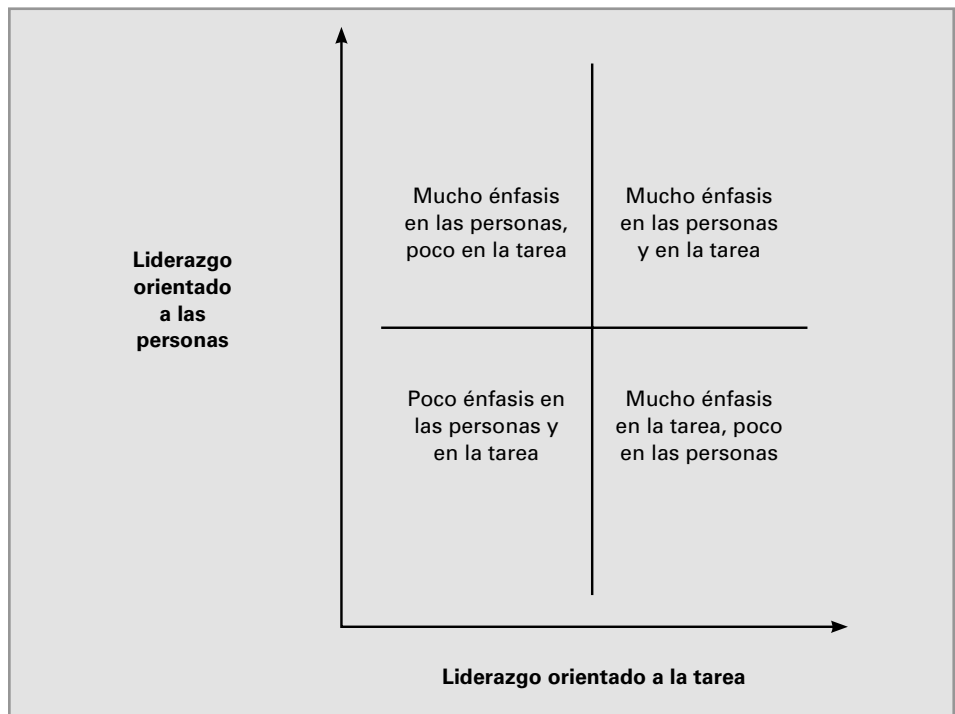 Mucho énfasis
en las personas,
poco en la tarea
Mucho énfasis
en las personas
y en la tarea
Liderazgo
orientado
a las
personas
Poco énfasis en
las personas y
en la tarea
Mucho énfasis
en la tarea, poco
en las personas
Liderazgo orientado a la tarea